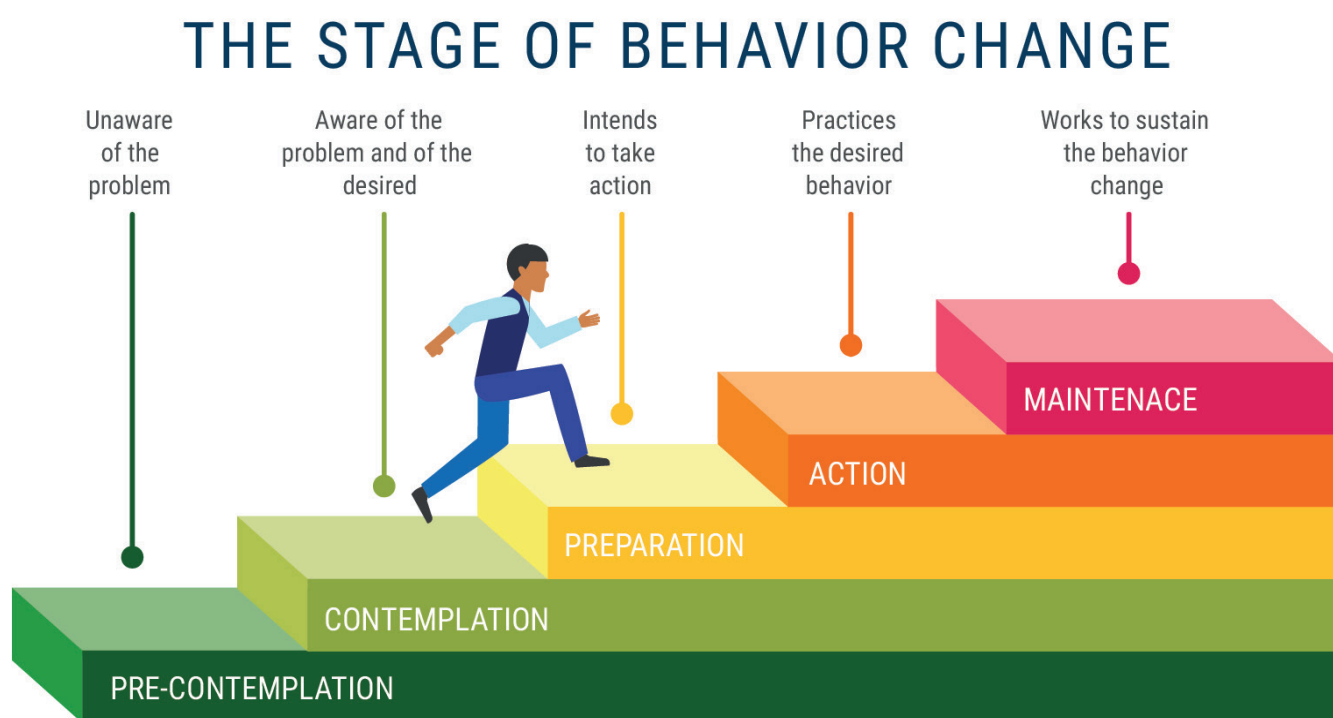 THE STAGE OF BEHAVIOR CHANGE
Unaware
of the
problem
Aware of the
problem and of the
desired
Intends
to take
action
Practices
the desired
behavior
Works to sustain
the behavior
change
MAINTENACE
ACTION
PREPARATION
CONTEMPLATION
PRE-CONTEMPLATION